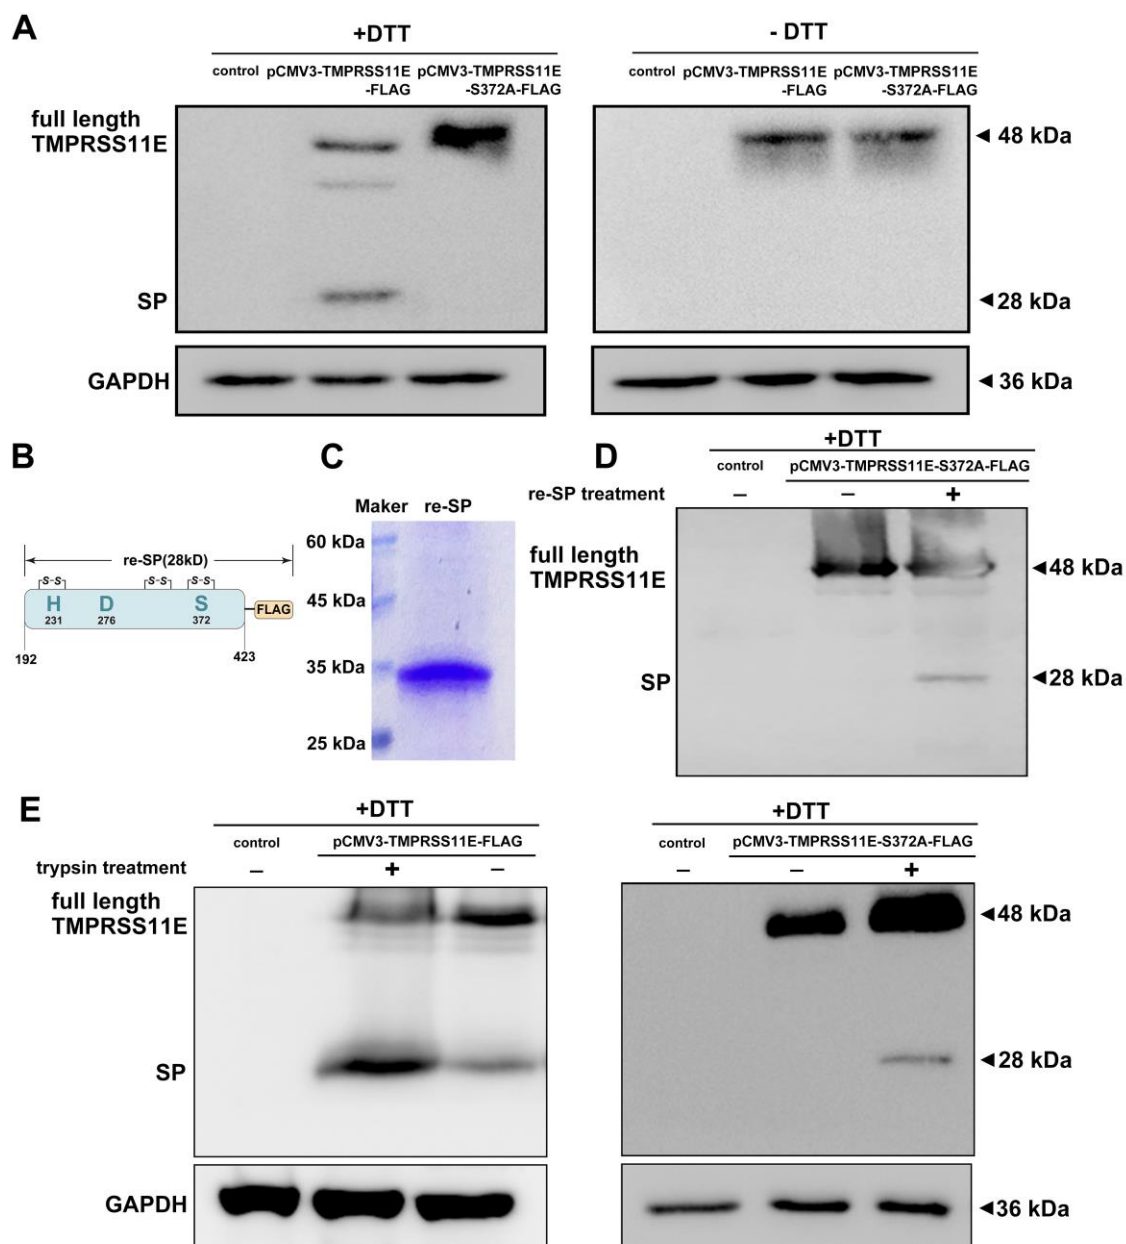 A
+DTT
control pCMV3-TMPRSS11E pCMV3-TMPRSS11E
-FLAG -S372A-FLAG
- DTT
control pCMV3-TMPRSS11E pCMV3-TMPRSS11E
-FLAG -S372A-FLAG
full length
TMPRSS11E
48 kDa
SP
28 kDa
GAPDH
36 kDa
B
re-SP(28kD)
S-S S-S S-S
H D S
231 276 372
FLAG
192 423
C
Maker re-SP
60 kDa
45 kDa
35 kDa
25 kDa
D
+DTT
control pCMV3-TMPRSS11E-S372A-FLAG
re-SP treatment – – +
full length
TMPRSS11E
48 kDa
SP
28 kDa
E
+DTT
control pCMV3-TMPRSS11E-FLAG
trypsin treatment – + –
full length
TMPRSS11E
SP
GAPDH
+DTT
control pCMV3-TMPRSS11E-S372A-FLAG
– – +
48 kDa
28 kDa
36 kDa